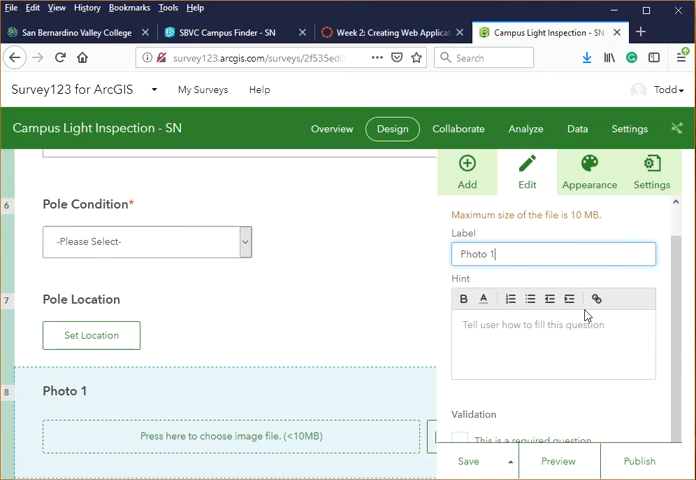 File Edit View History Bookmarks Tools Help
San Bernardino Valley College SBVC Campus Finder - SN Week 2: Creating Web Applicat Campus Light Inspection - SN
survey123.arcgis.com/surveys/2f535ed0 Search
Survey123 for ArcGIS My Surveys Help Todd
Campus Light Inspection - SN Overview Design Collaborate Analyze Data Settings
Add Edit Appearance Settings
6 Pole Condition*
-Please Select-
7 Pole Location
Set Location
8 Photo 1
Press here to choose image file. (<10MB)
Maximum size of the file is 10 MB.
Label
Photo 1
Hint
B A
Tell user how to fill this question
Validation
This is a required question
Save Preview Publish